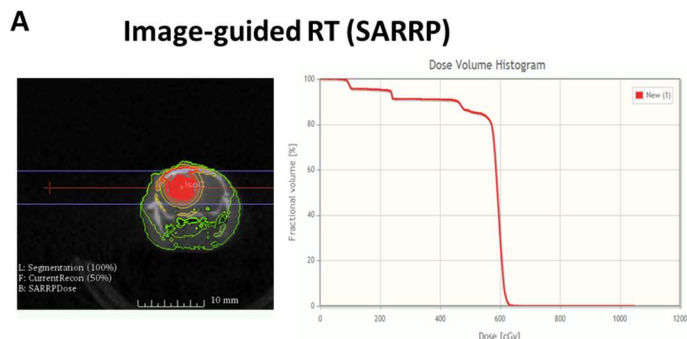 A
Image-guided RT (SARRP)
IsoC
L: Segmentation (100%)
F: CurrentRecon (50%)
B: SARRPDose
10 mm
Dose Volume Histogram
New (1)
Fractional volume [%]
100
80
60
40
20
0
0 200 400 600 800 1000 1200
Dose [cGy]